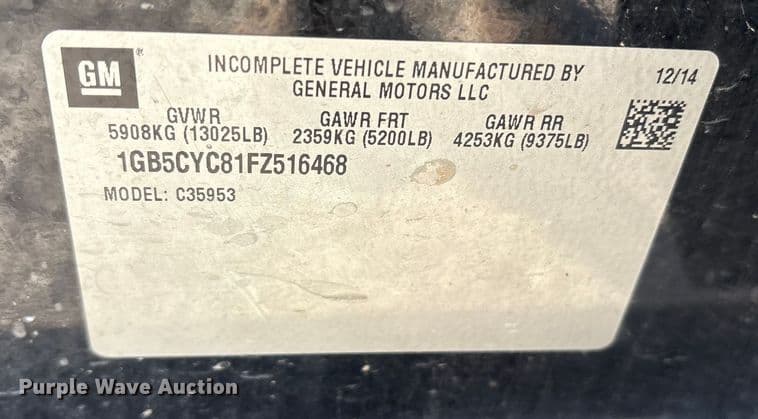 GM
INCOMPLETE VEHICLE MANUFACTURED BY
GENERAL MOTORS LLC
12/14
GVWR GAWR FRT GAWR RR
5908KG (13025LB) 2359KG (5200LB) 4253KG (9375LB)
1GB5CYC81FZ516468
MODEL: C35953
Purple Wave Auction